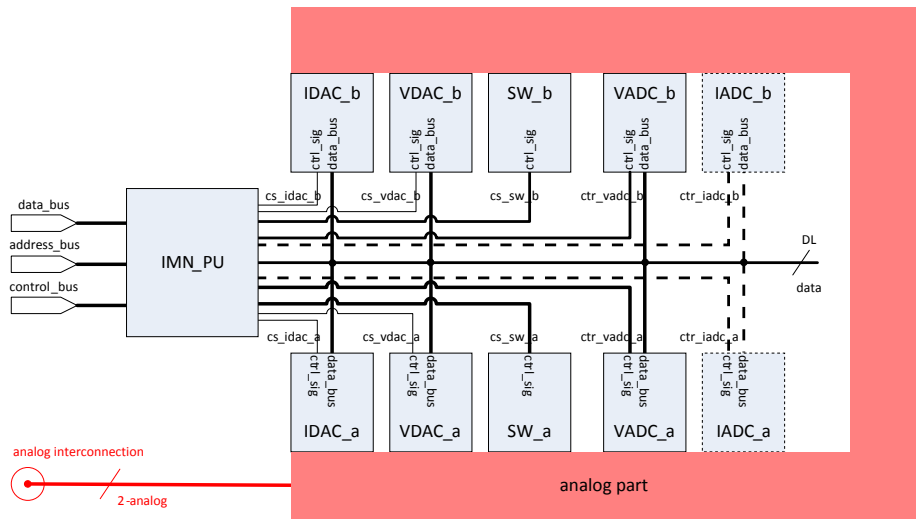 IDAC_b
VDAC_b
SW_b
VADC_b
IADC_b
ctrl_sig
data_bus
ctrl_sig
data_bus
ctrl_sig
ctrl_sig
data_bus
ctrl_sig
data_bus
cs_idac_b
cs_vdac_b
cs_sw_b
ctr_vadc_b
ctr_iadc_b
data_bus
address_bus
control_bus
IMN_PU
DL
data
cs_idac_a
cs_vdac_a
cs_sw_a
ctr_vadc_a
ctr_iadc_a
ctrl_sig
data_bus
ctrl_sig
data_bus
ctrl_sig
ctrl_sig
data_bus
ctrl_sig
data_bus
IDAC_a
VDAC_a
SW_a
VADC_a
IADC_a
analog interconnection
2-analog
analog part